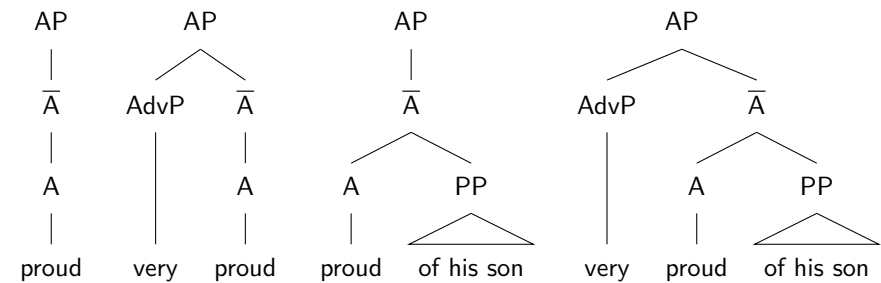 AP AP AP AP
A̅ AdvP A̅ A̅ AdvP A̅
A A A PP A PP
proud very proud proud of his son very proud of his son